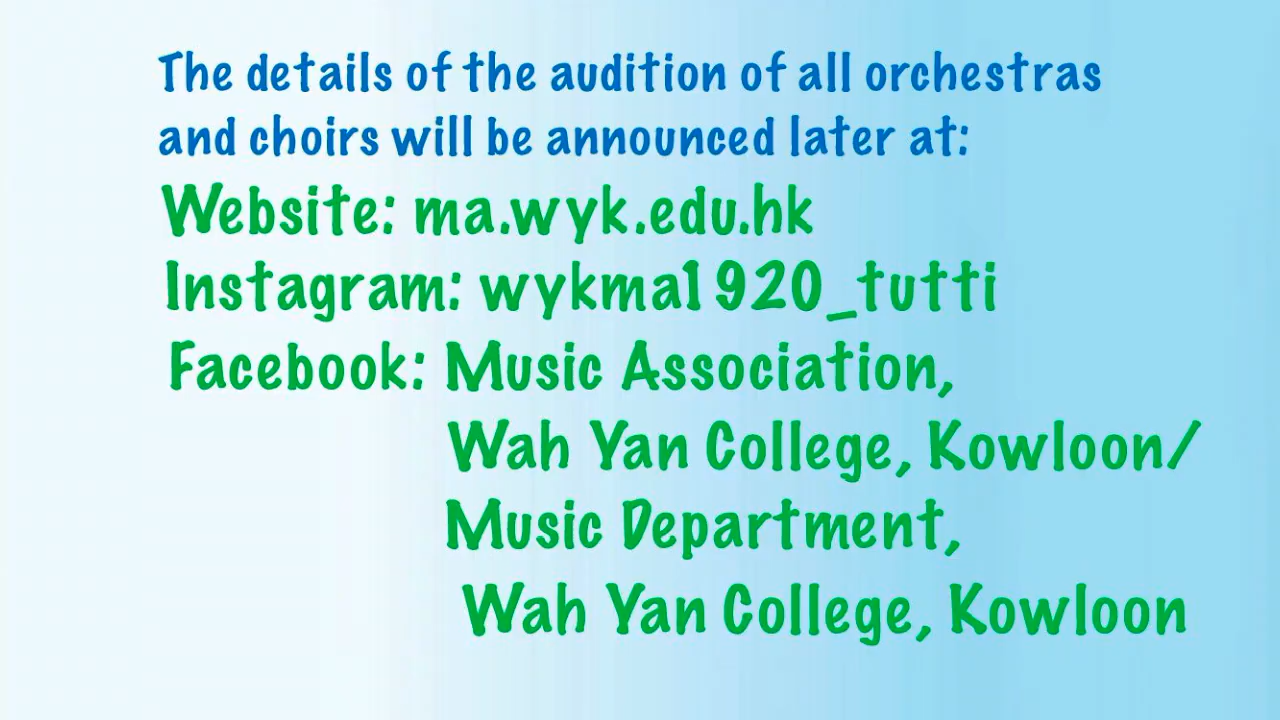 The details of the audition of all orchestras
and choirs will be announced later at:
Website: ma.wyk.edu.hk
Instagram: wykma1920_tutti
Facebook: Music Association,
Wah Yan College, Kowloon/
Music Department,
Wah Yan College, Kowloon